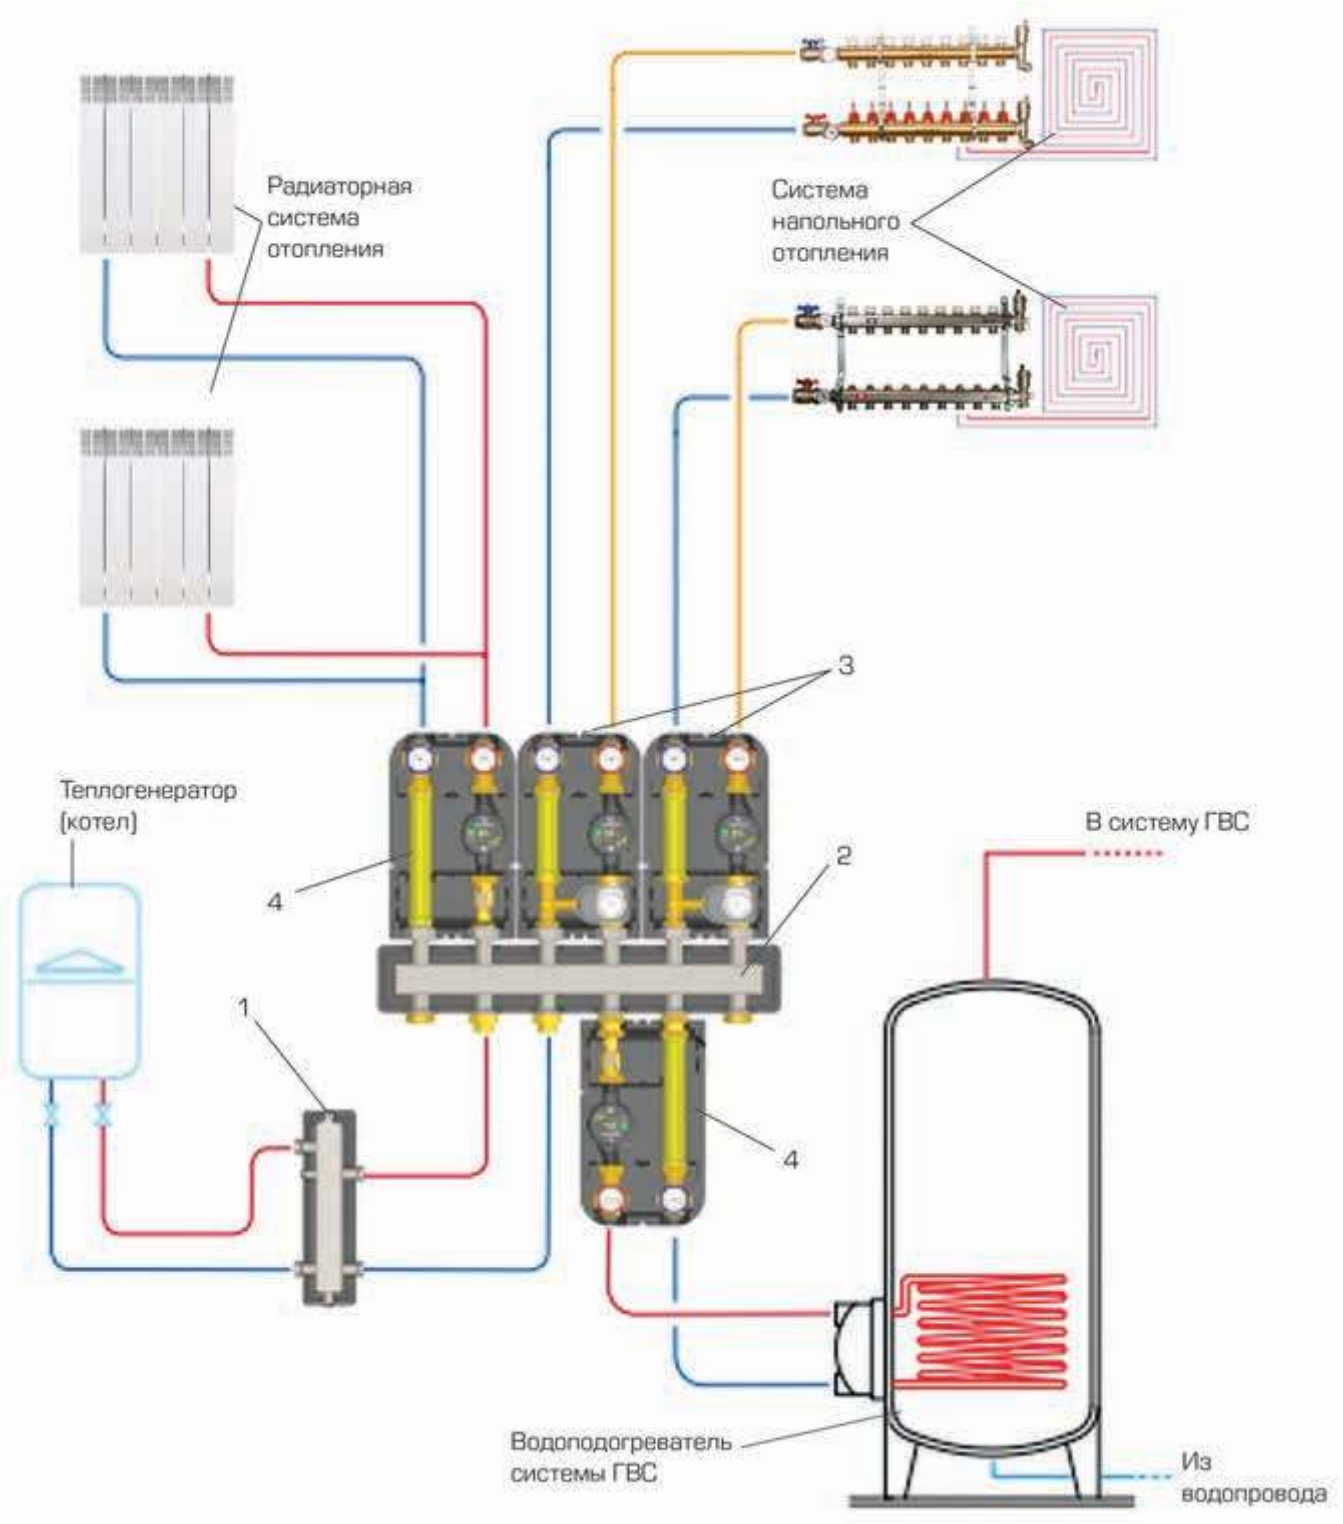 Радиаторная
система
отопления
Система
напольного
отопления
3
Теплогенератор
(котел)
4
2
В систему ГВС
1
4
Водоподогреватель
системы ГВС
Из
водопровода